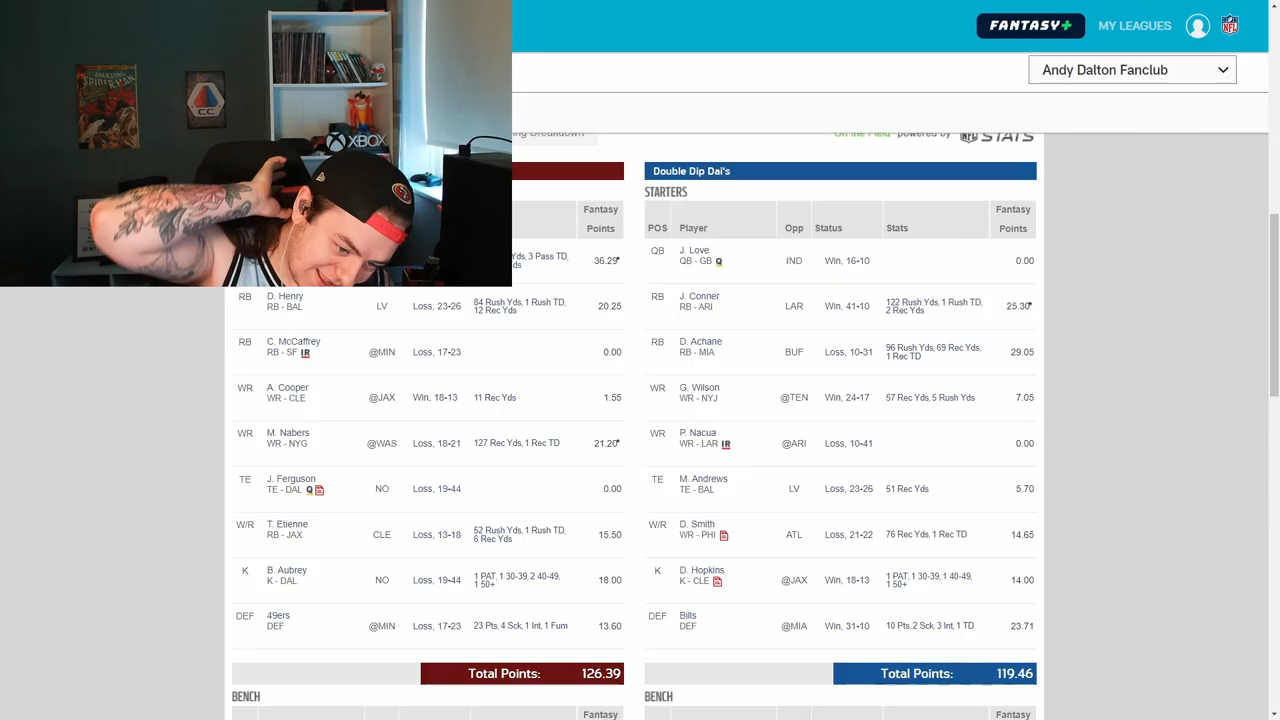 FANTASY+ MY LEAGUES
Andy Dalton Fanclub
On the Field powered by NFL STATS
AMAZING
SPIDER-MAN
CC
XBOX
Double Dip Dai's
STARTERS
Fantasy
Points
POS Player Opp Status Stats Fantasy
Points
Yds, 3 Pass TD, 36.29*
QB J. Love
QB - GB Q IND Win, 16-10 0.00
RB D. Henry
RB - BAL LV Loss, 23-26 84 Rush Yds, 1 Rush TD,
12 Rec Yds 20.25
RB J. Conner
RB - ARI LAR Win, 41-10 122 Rush Yds, 1 Rush TD,
2 Rec Yds 25.30*
RB C. McCaffrey
RB - SF IR @MIN Loss, 17-23 0.00
RB D. Achane
RB - MIA BUF Loss, 10-31 96 Rush Yds, 69 Rec Yds,
1 Rec TD 29.05
WR A. Cooper
WR - CLE @JAX Win, 18-13 11 Rec Yds 1.55
WR G. Wilson
WR - NYJ @TEN Win, 24-17 57 Rec Yds, 5 Rush Yds 7.05
WR M. Nabers
WR - NYG @WAS Loss, 18-21 127 Rec Yds, 1 Rec TD 21.20*
WR P. Nacua
WR - LAR IR @ARI Loss, 10-41 0.00
TE J. Ferguson
TE - DAL Q NO Loss, 19-44 0.00
TE M. Andrews
TE - BAL LV Loss, 23-26 51 Rec Yds 5.70
W/R T. Etienne
RB - JAX CLE Loss, 13-18 52 Rush Yds, 1 Rush TD,
6 Rec Yds 15.50
W/R D. Smith
WR - PHI ATL Loss, 21-22 76 Rec Yds, 1 Rec TD 14.65
K B. Aubrey
K - DAL NO Loss, 19-44 1 PAT, 1 30-39, 2 40-49,
1 50+ 18.00
K D. Hopkins
K - CLE @JAX Win, 18-13 1 PAT, 1 30-39, 1 40-49,
1 50+ 14.00
DEF 49ers
DEF @MIN Loss, 17-23 23 Pts, 4 Sck, 1 Int, 1 Fum 13.60
DEF Bills
DEF @MIA Win, 31-10 10 Pts, 2 Sck, 3 Int, 1 TD 23.71
Total Points: 126.39
Total Points: 119.46
BENCH
BENCH
Fantasy
Fantasy